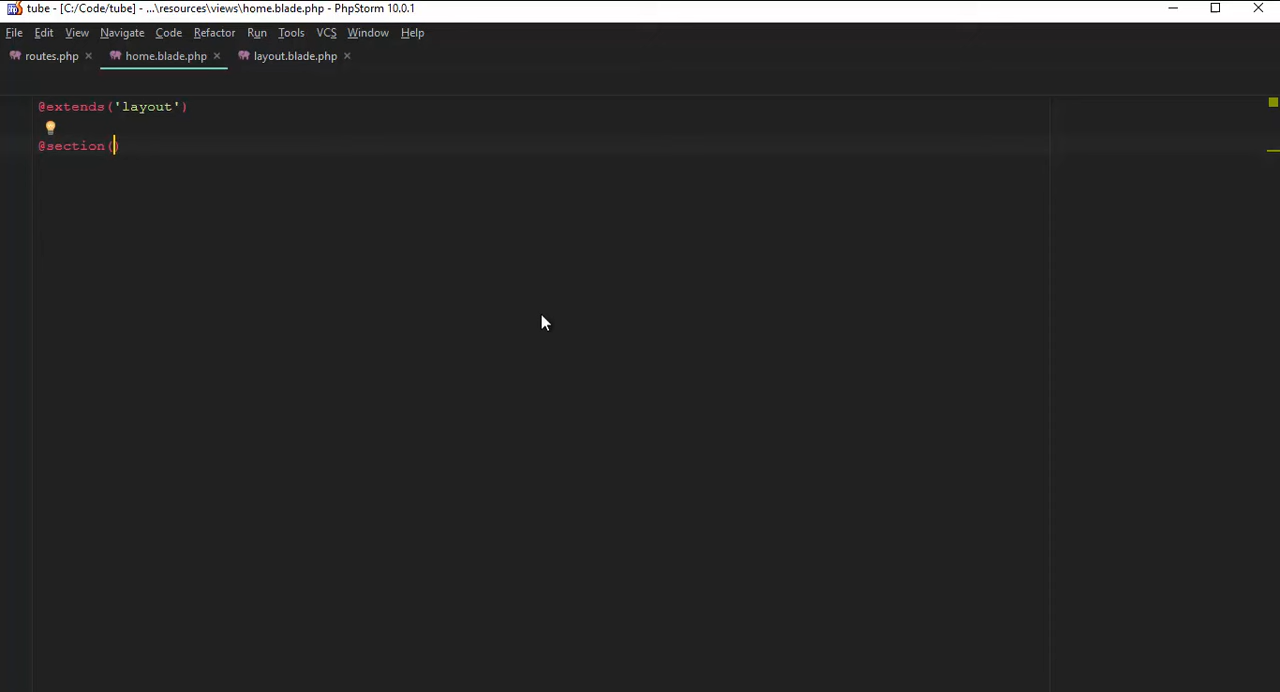 tube - [C:/Code/tube] - ...\resources\views\home.blade.php - PhpStorm 10.0.1
File Edit View Navigate Code Refactor Run Tools VCS Window Help
routes.php home.blade.php layout.blade.php
@extends('layout')
@section()